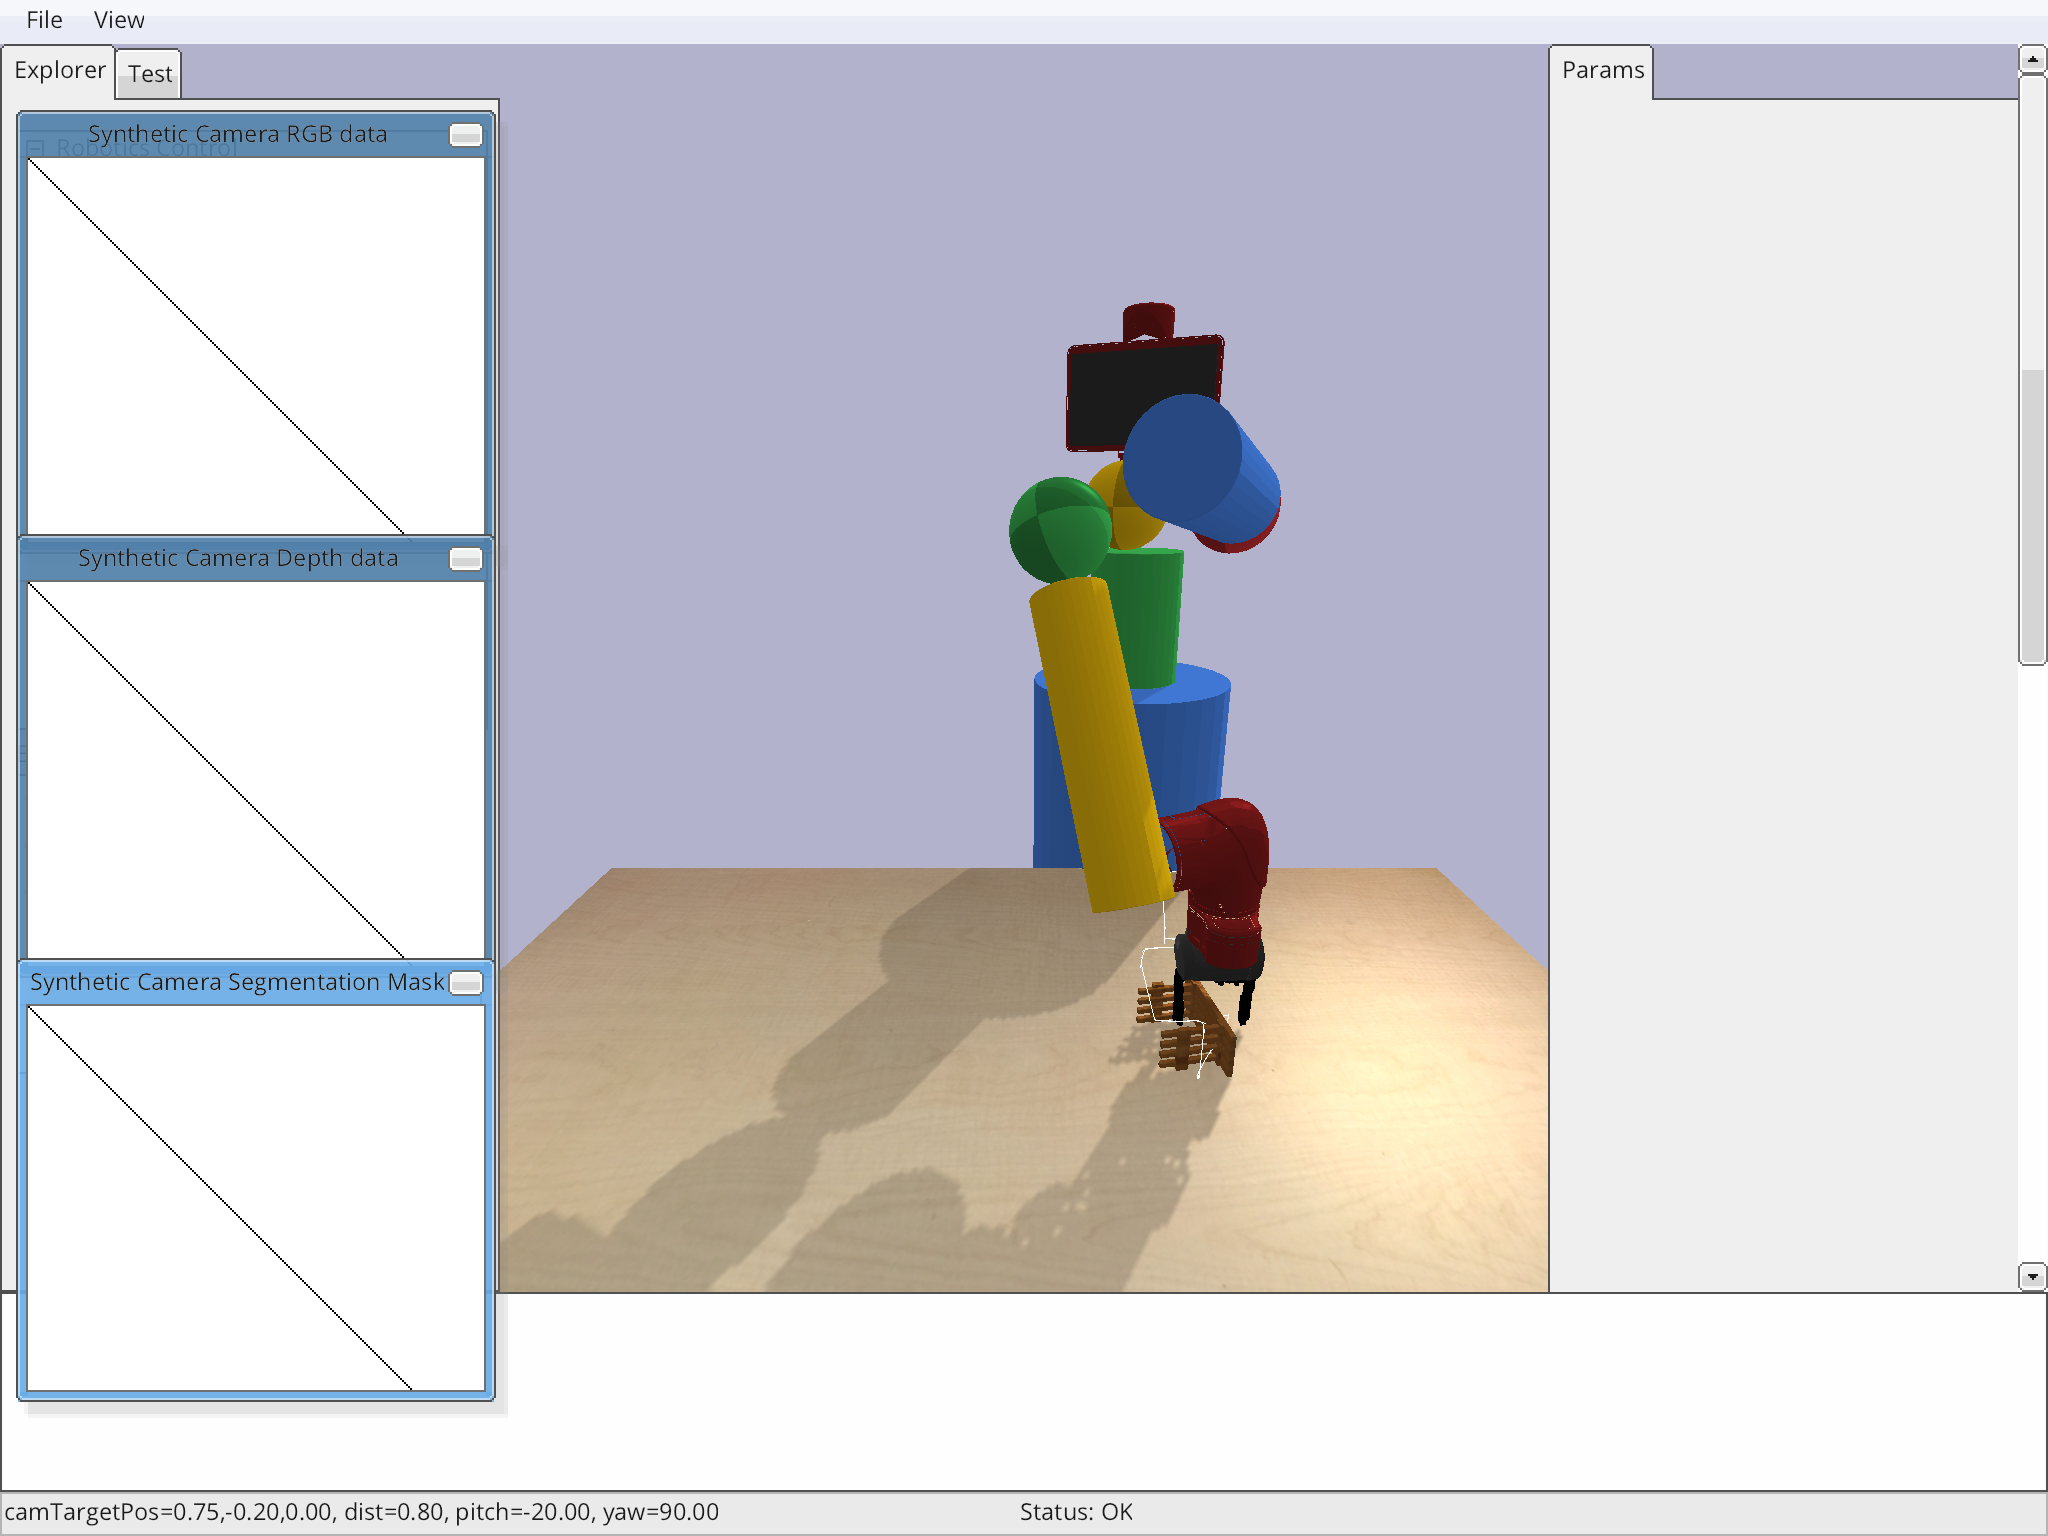 File View
Explorer Test Params
Synthetic Camera RGB data
Robotics Control
Synthetic Camera Depth data
Synthetic Camera Segmentation Mask
camTargetPos=0.75,-0.20,0.00, dist=0.80, pitch=-20.00, yaw=90.00 Status: OK